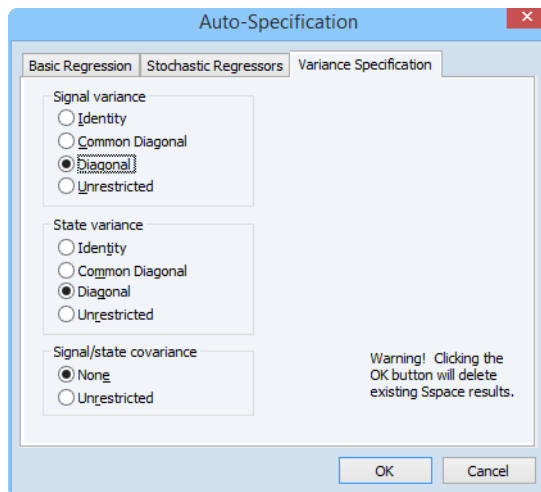 Auto-Specification
Basic Regression
Stochastic Regressors
Variance Specification
Signal variance
Identity
Common Diagonal
Diagonal
Unrestricted
State variance
Identity
Common Diagonal
Diagonal
Unrestricted
Signal/state covariance
None
Unrestricted
Warning! Clicking the
OK button will delete
existing Sspace results.
OK
Cancel